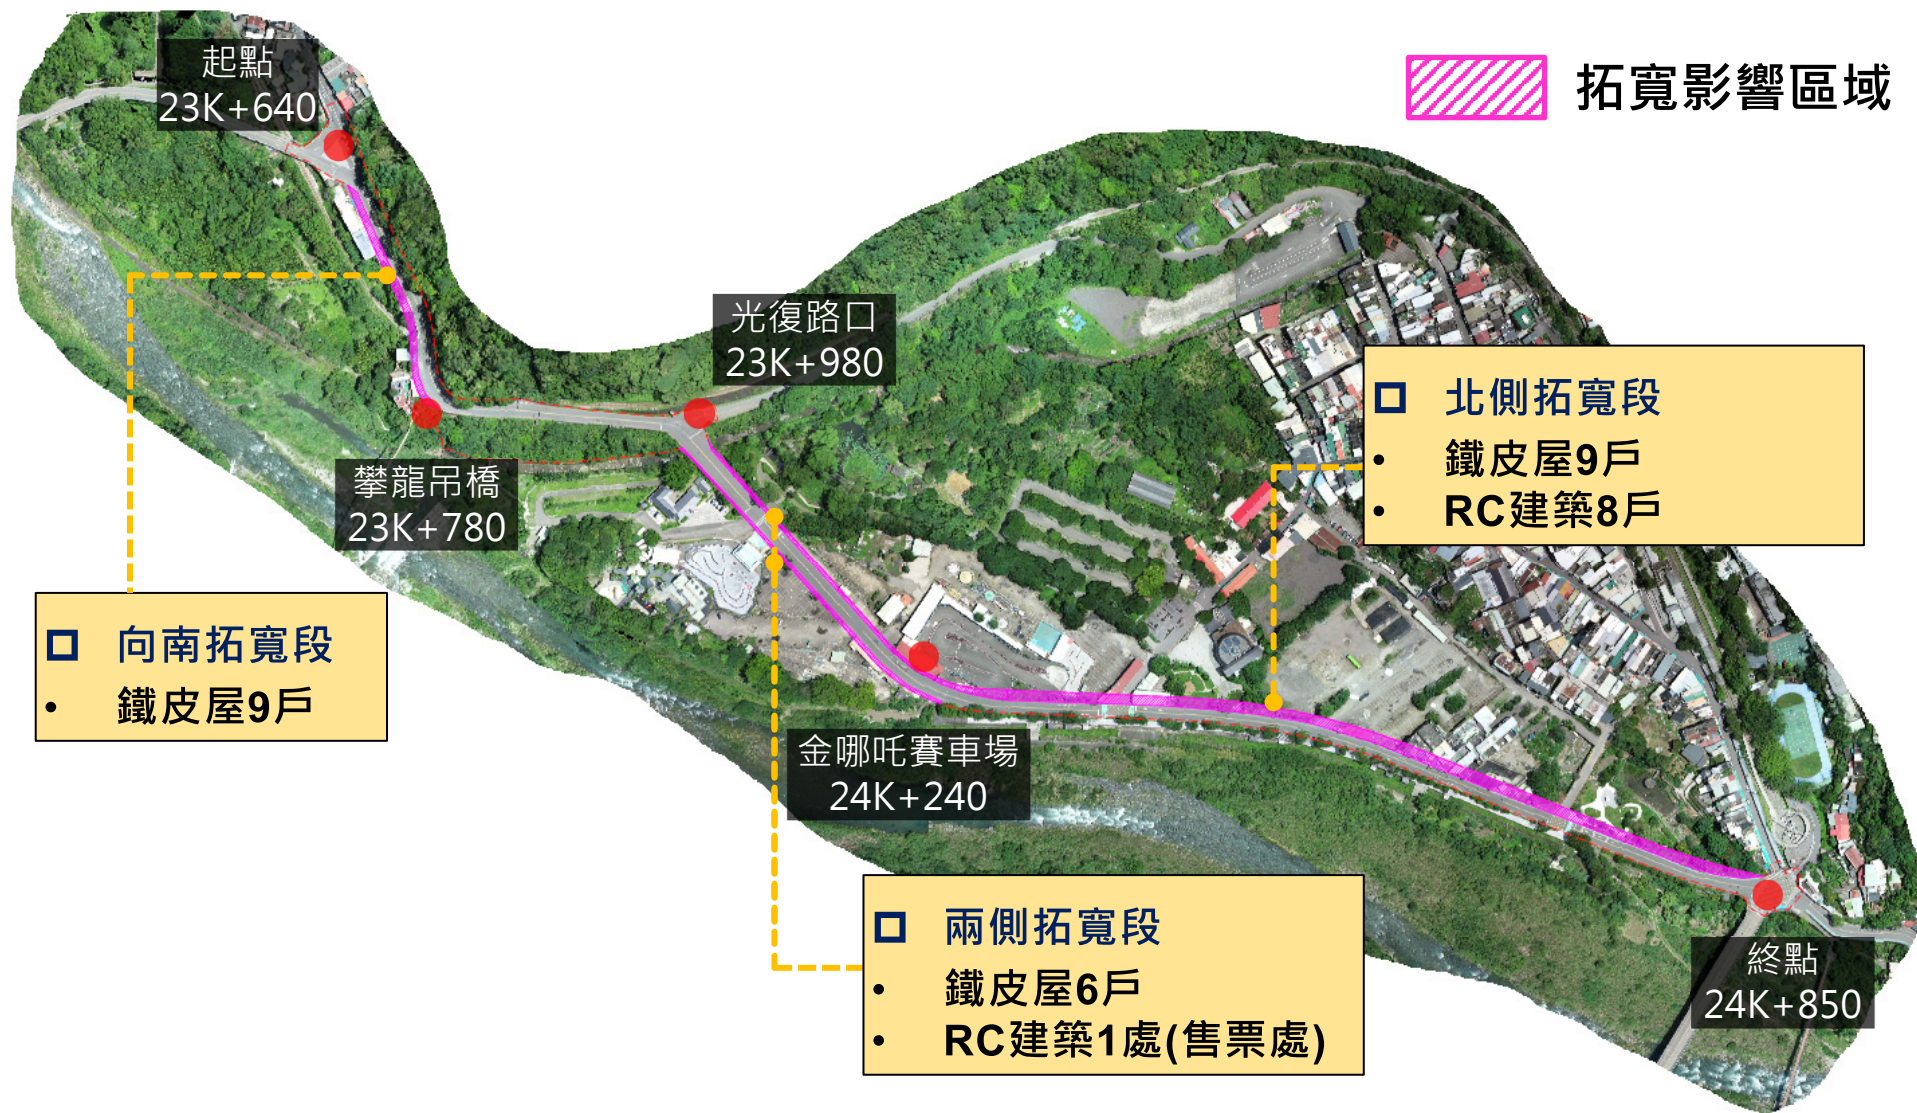 起點
23K+640
拓寬影響區域
光復路口
23K+980
北側拓寬段
• 鐵皮屋9戶
• RC建築8戶
攀龍吊橋
23K+780
向南拓寬段
• 鐵皮屋9戶
金哪吒賽車場
24K+240
兩側拓寬段
• 鐵皮屋6戶
• RC建築1處(售票處)
終點
24K+850